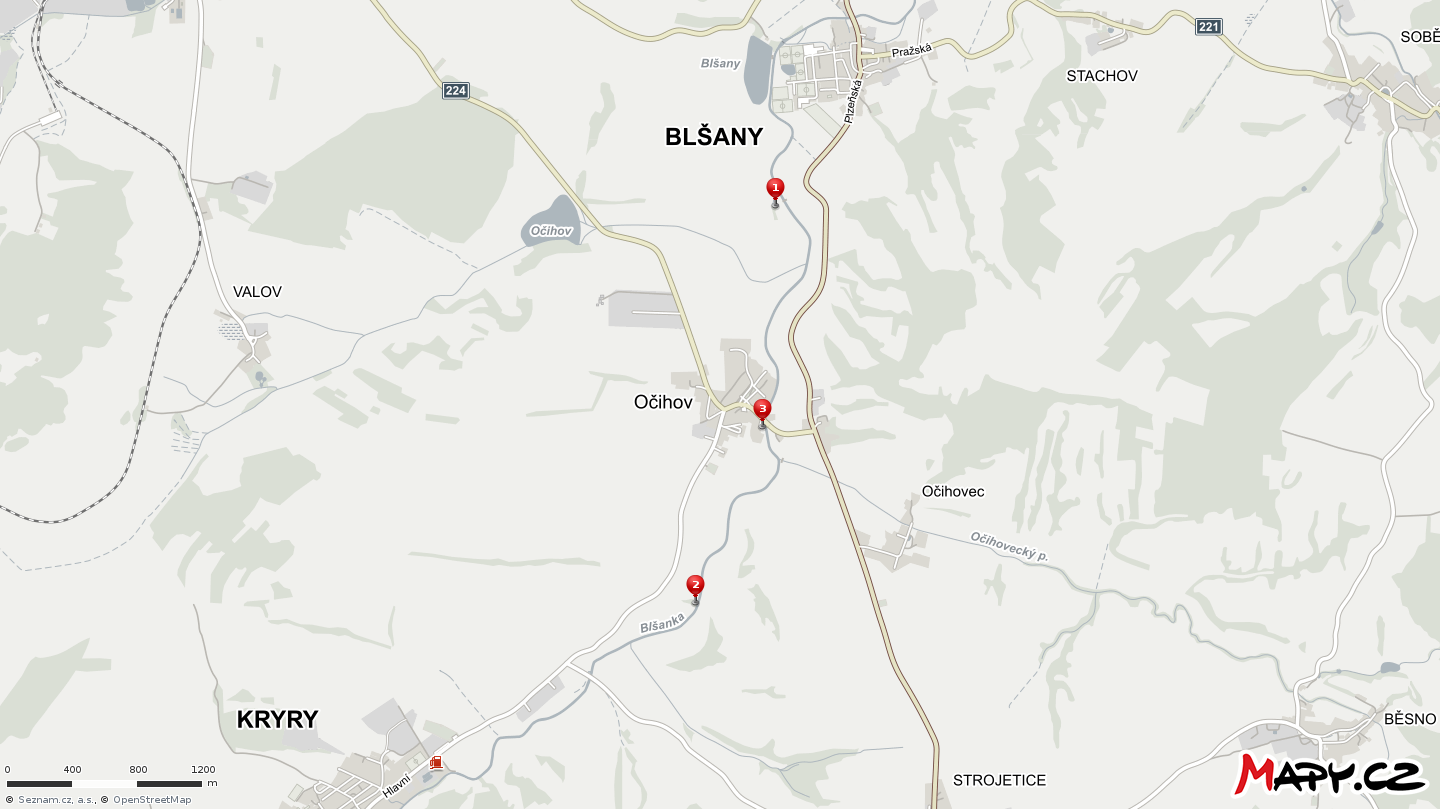 221
SOBĚ
Pražská
Blšany
STACHOV
224
Plzeňská
BLŠANY
1
Očihov
VALOV
Očihov
3
Očihovec
Očihovecký p.
2
Blšanka
KRYRY
BĚSNO
0 400 800 1200
m
Hlavní
STROJETICE
MAPY.CZ
© Seznam.cz, a.s., © OpenStreetMap